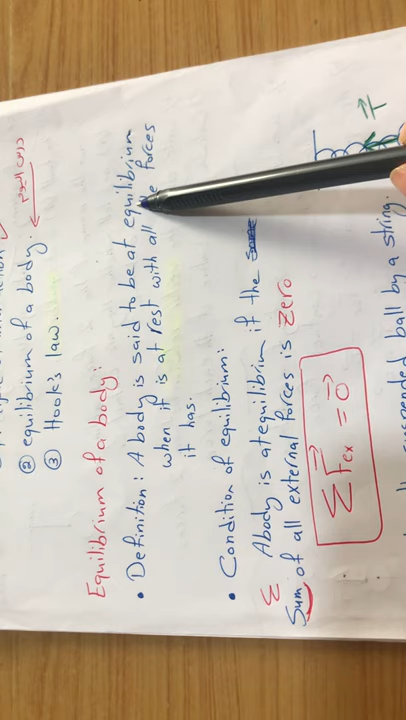 ② equilibrium of a body.
③ Hook's law.
Equilibrium of a body:
• Definition: A body is said to be at equilibrium
when it is at rest with all the forces
it has.
• Condition of equilibrium:
A body is at equilibrium if the
Σ
Sum of all external forces is Zero
ΣF⃗ex = 0⃗
T⃗
suspended ball by a string.